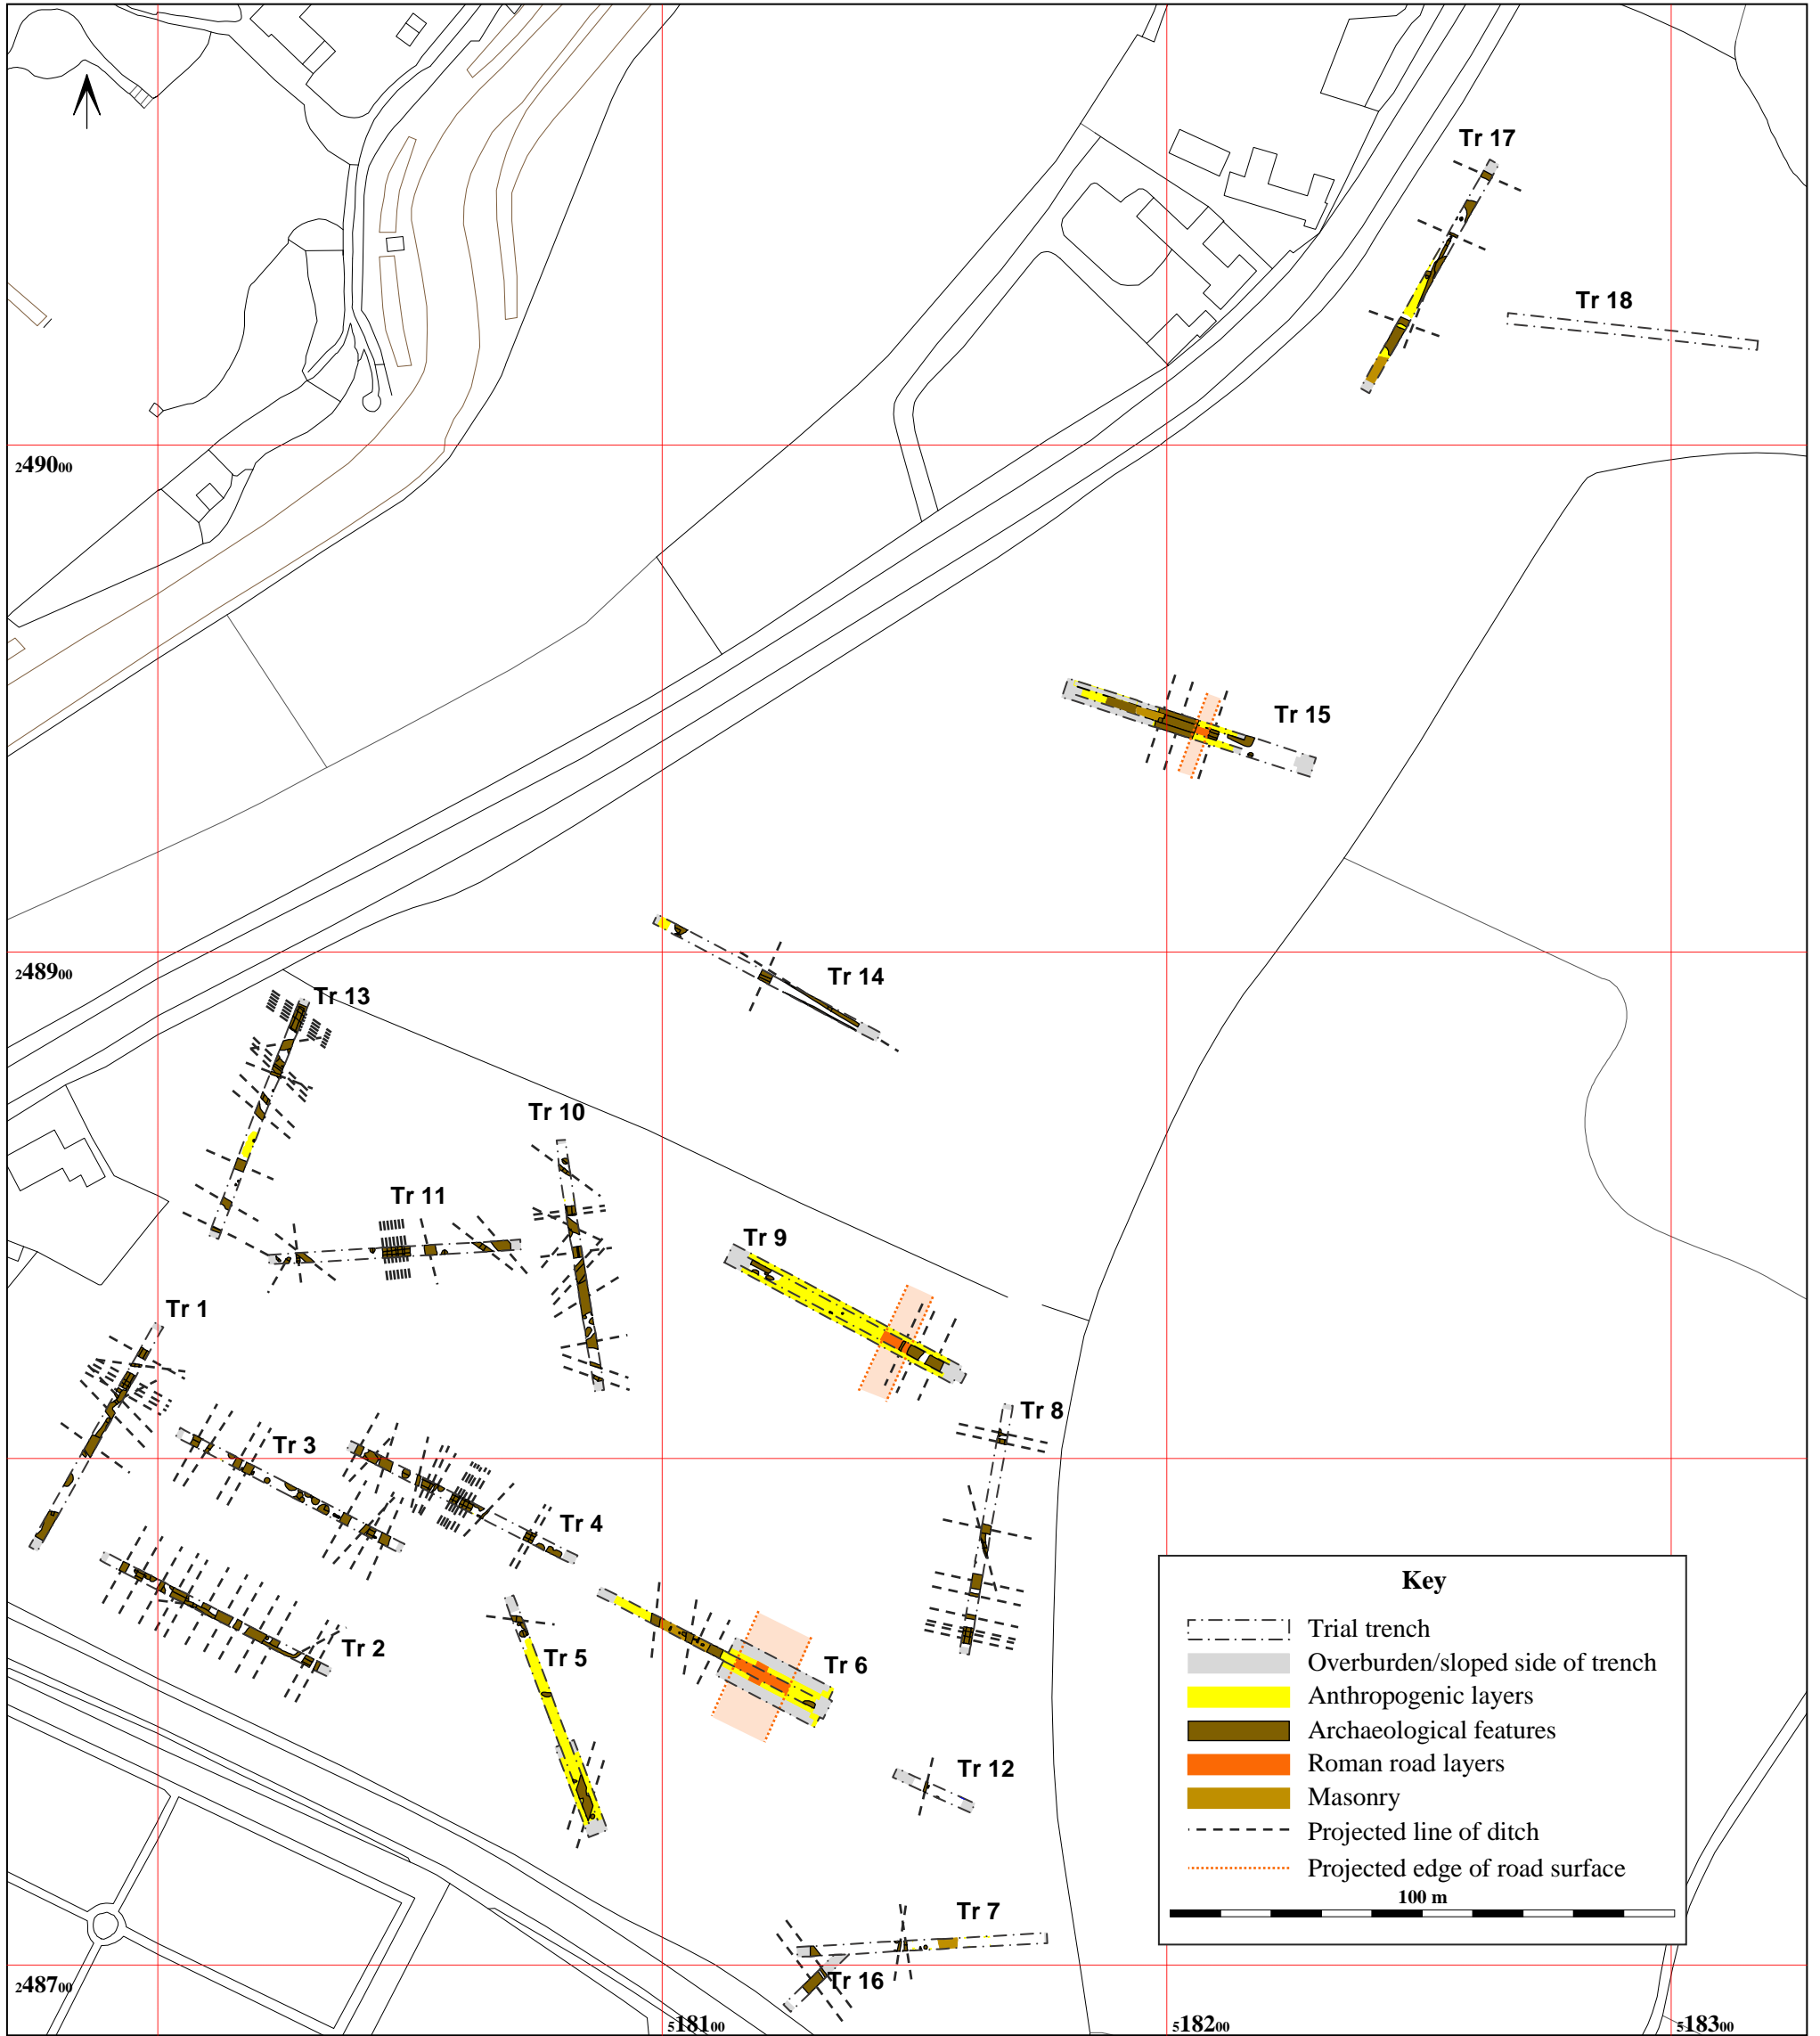 Tr 17
Tr 18
249000
Tr 15
248900
Tr 14
Tr 13
Tr 10
Tr 11
Tr 9
Tr 1
Tr 8
Tr 3
Tr 4
Tr 2
Tr 5
Tr 6
Tr 12
Tr 7
Tr 16
Key
Trial trench
Overburden/sloped side of trench
Anthropogenic layers
Archaeological features
Roman road layers
Masonry
Projected line of ditch
Projected edge of road surface
100 m
248700
518100
518200
518300